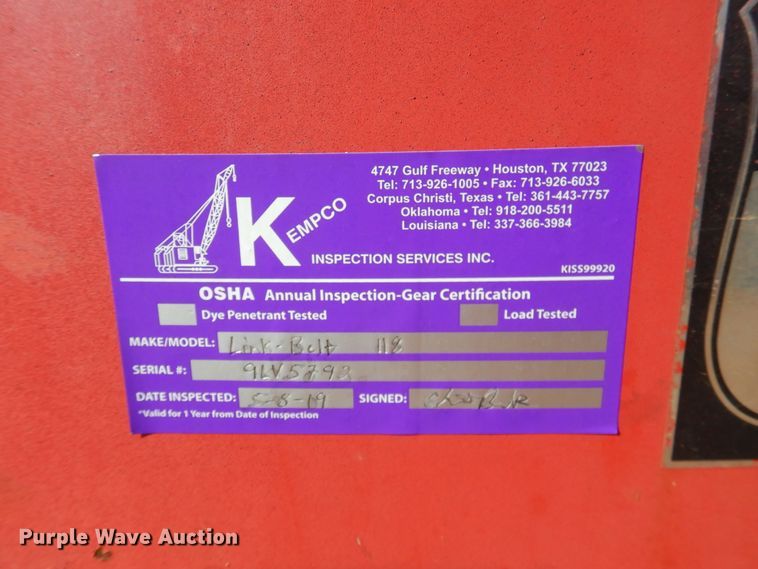 4747 Gulf Freeway • Houston, TX 77023
Tel: 713-926-1005 • Fax: 713-926-6033
Corpus Christi, Texas • Tel: 361-443-7757
Oklahoma • Tel: 918-200-5511
Louisiana • Tel: 337-366-3984
KEMPCO
INSPECTION SERVICES INC.
KISS99920
OSHA Annual Inspection-Gear Certification
Dye Penetrant Tested Load Tested
MAKE/MODEL: Link-Belt 118
SERIAL #: 9LV5792
DATE INSPECTED: 5-8-19 SIGNED:
*Valid for 1 Year from Date of Inspection
Purple Wave Auction